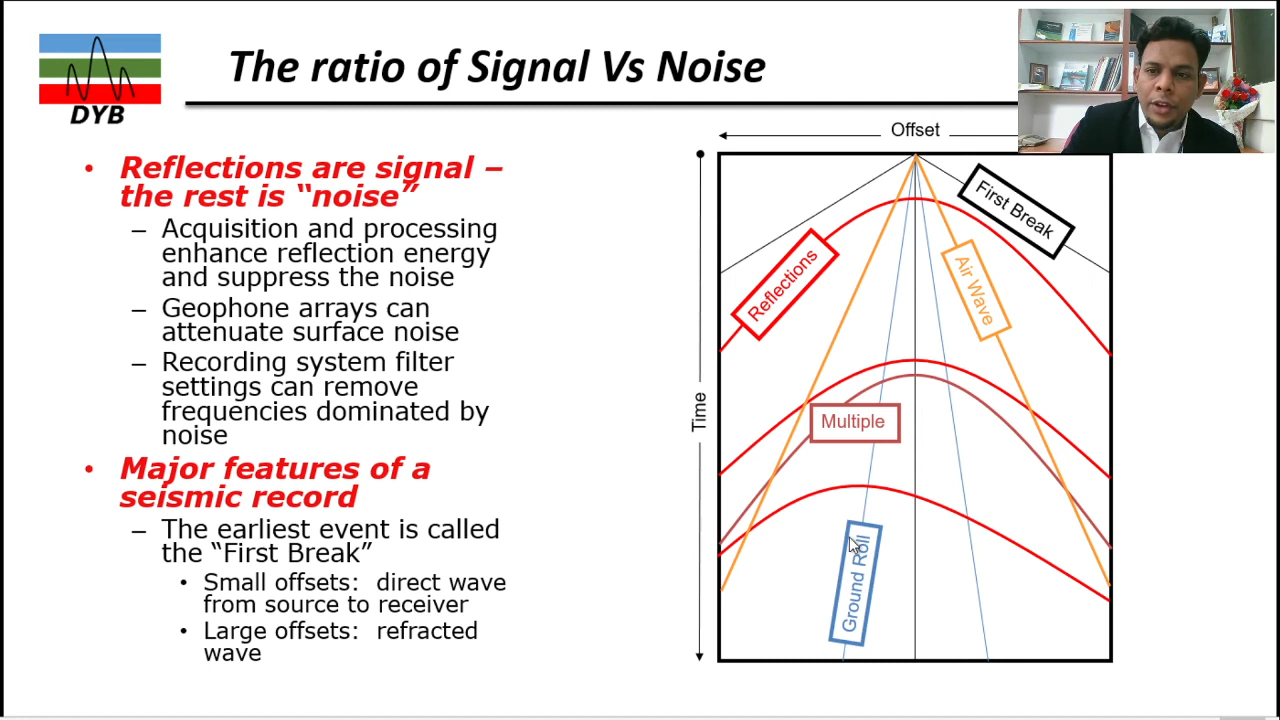 The ratio of Signal Vs Noise
DYB
• Reflections are signal –
the rest is “noise”
– Acquisition and processing
enhance reflection energy
and suppress the noise
– Geophone arrays can
attenuate surface noise
– Recording system filter
settings can remove
frequencies dominated by
noise
• Major features of a
seismic record
– The earliest event is called
the “First Break”
• Small offsets: direct wave
from source to receiver
• Large offsets: refracted
wave
Offset
Time
First Break
Reflections
Air Wave
Multiple
Ground Roll